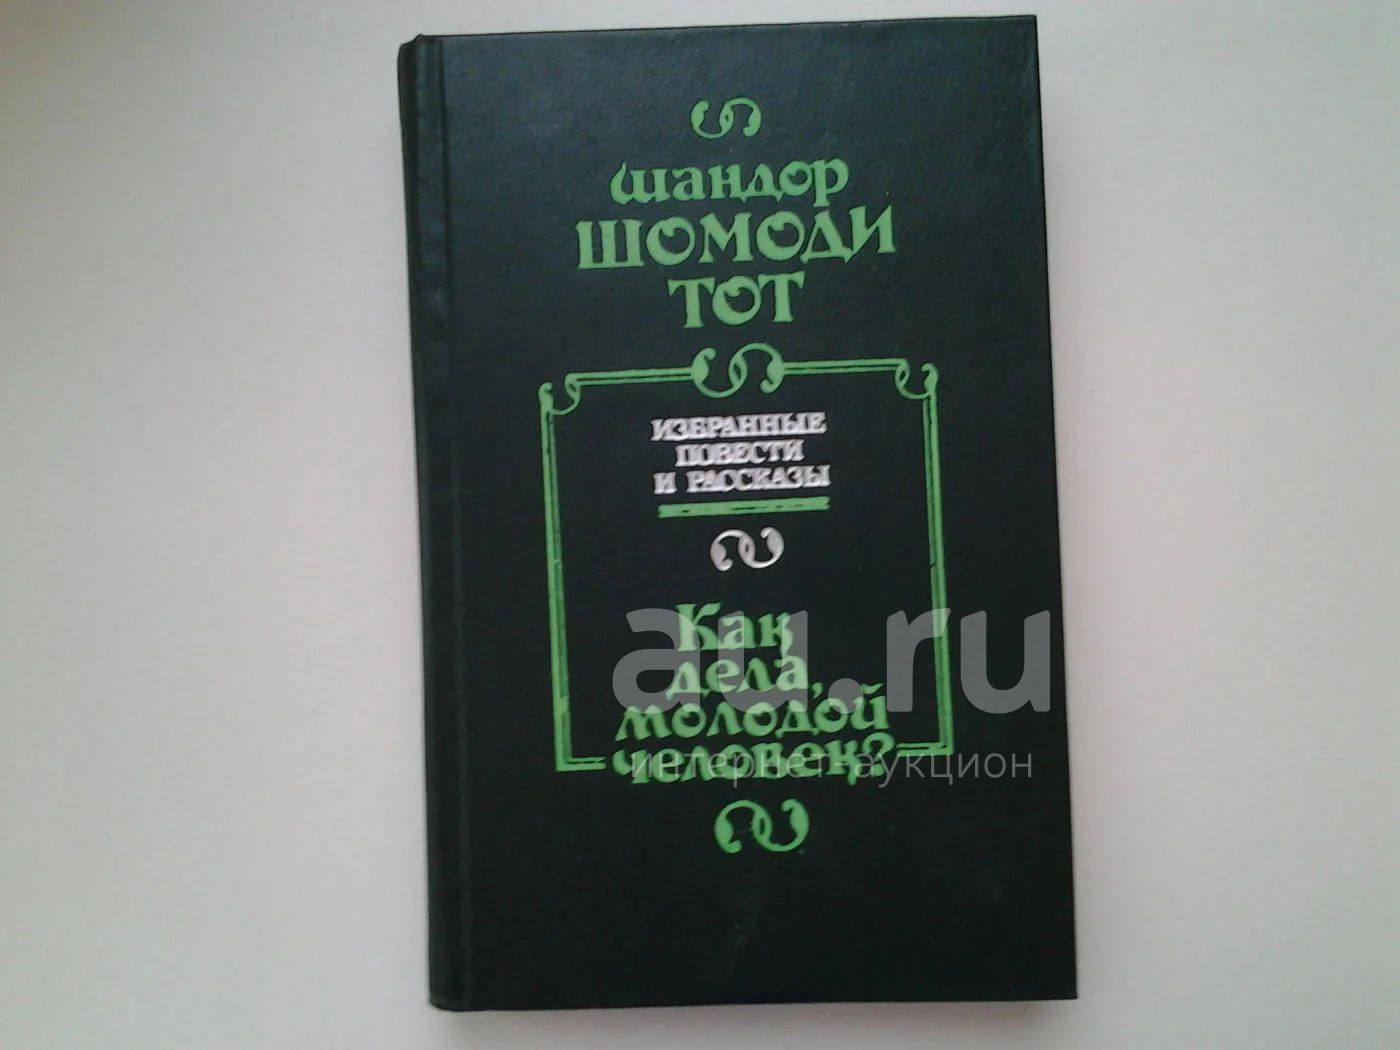 Шандор
ШОМОДИ
ТОТ
ИЗБРАННЫЕ
ПОВЕСТИ
И РАССКАЗЫ
Как
дела,
молодой
человек?
au.ru
интернет-аукцион